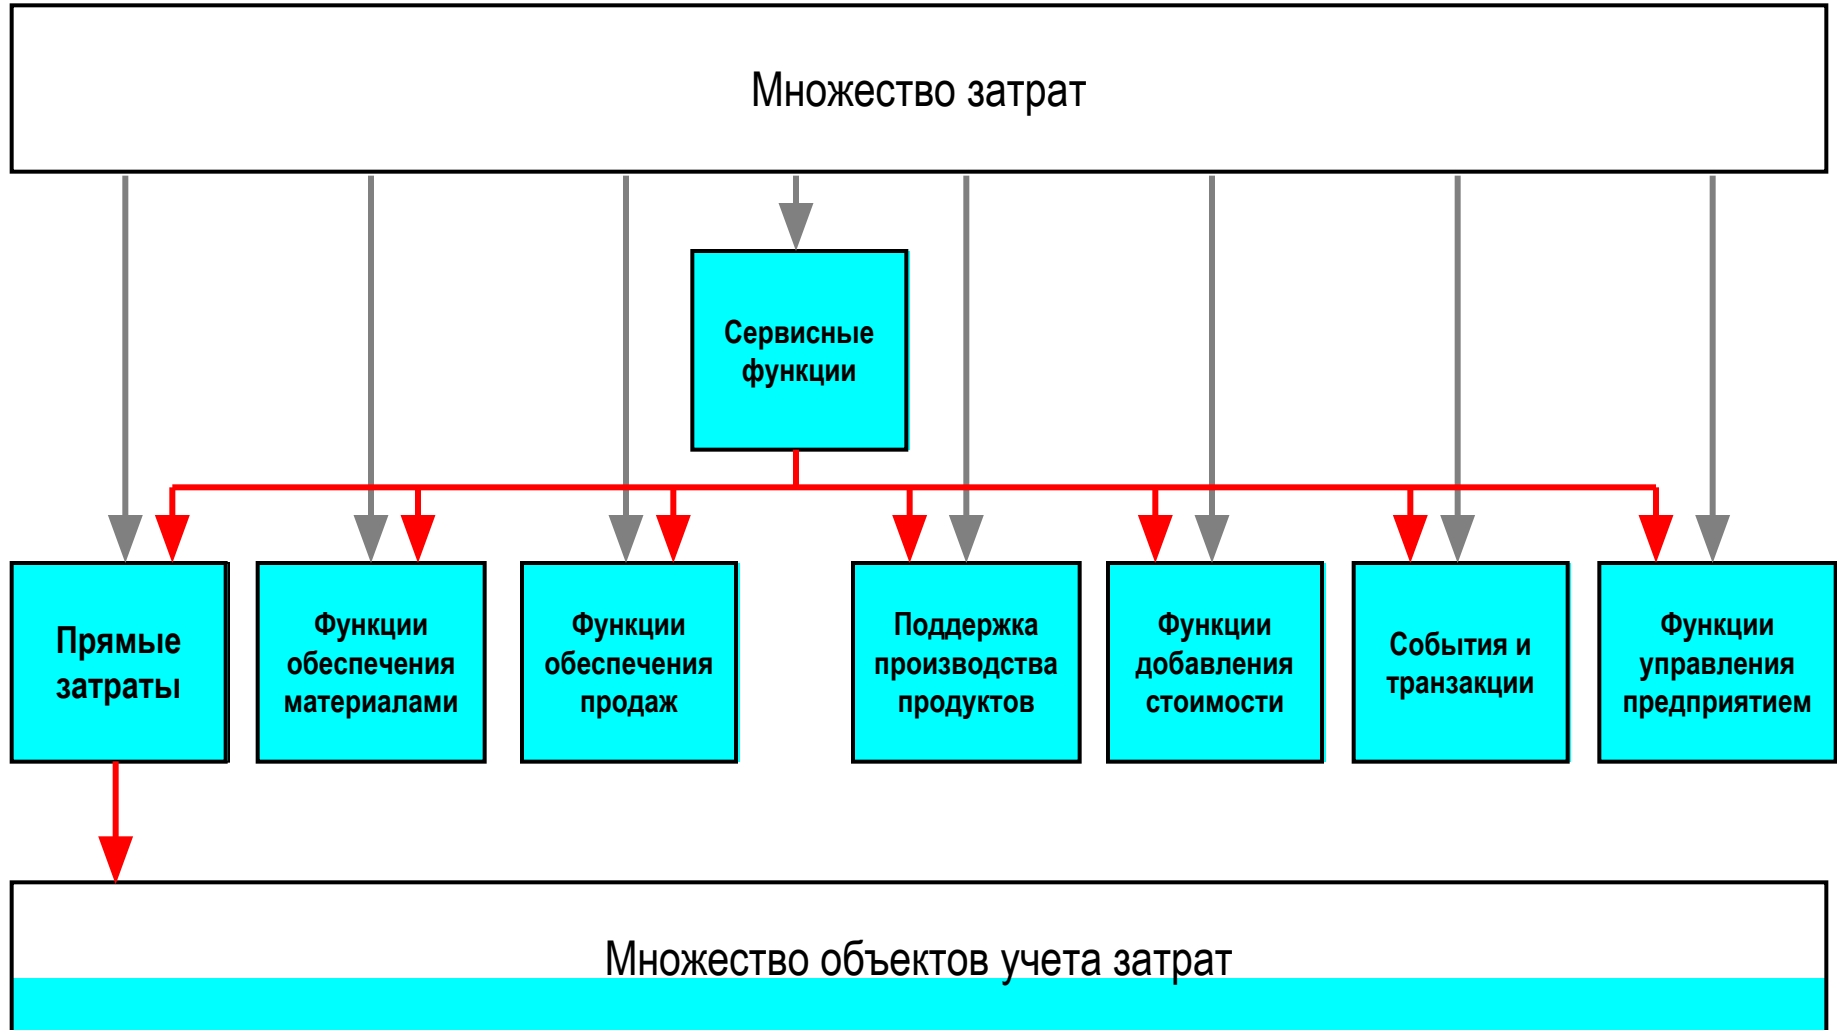 Множество затрат
Сервисные
функции
Прямые
затраты
Функции
обеспечения
материалами
Функции
обеспечения
продаж
Поддержка
производства
продуктов
Функции
добавления
стоимости
События и
транзакции
Функции
управления
предприятием
Множество объектов учета затрат